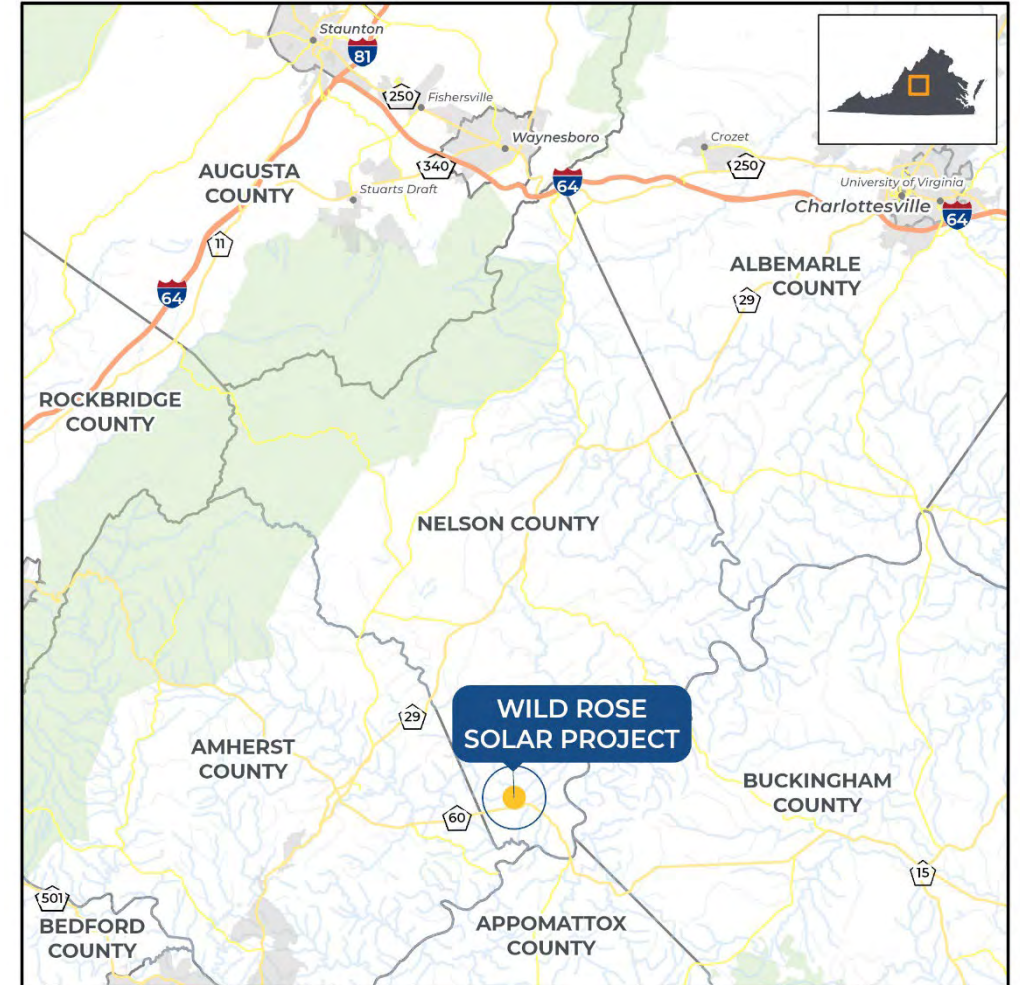 Staunton
81
250
Fishersville
Waynesboro
Crozet
250
340
AUGUSTA
COUNTY
Stuarts Draft
64
University of Virginia
Charlottesville
64
11
ALBEMARLE
COUNTY
29
64
ROCKBRIDGE
COUNTY
NELSON COUNTY
WILD ROSE
SOLAR PROJECT
29
AMHERST
COUNTY
BUCKINGHAM
COUNTY
60
15
501
BEDFORD
COUNTY
APPOMATTOX
COUNTY